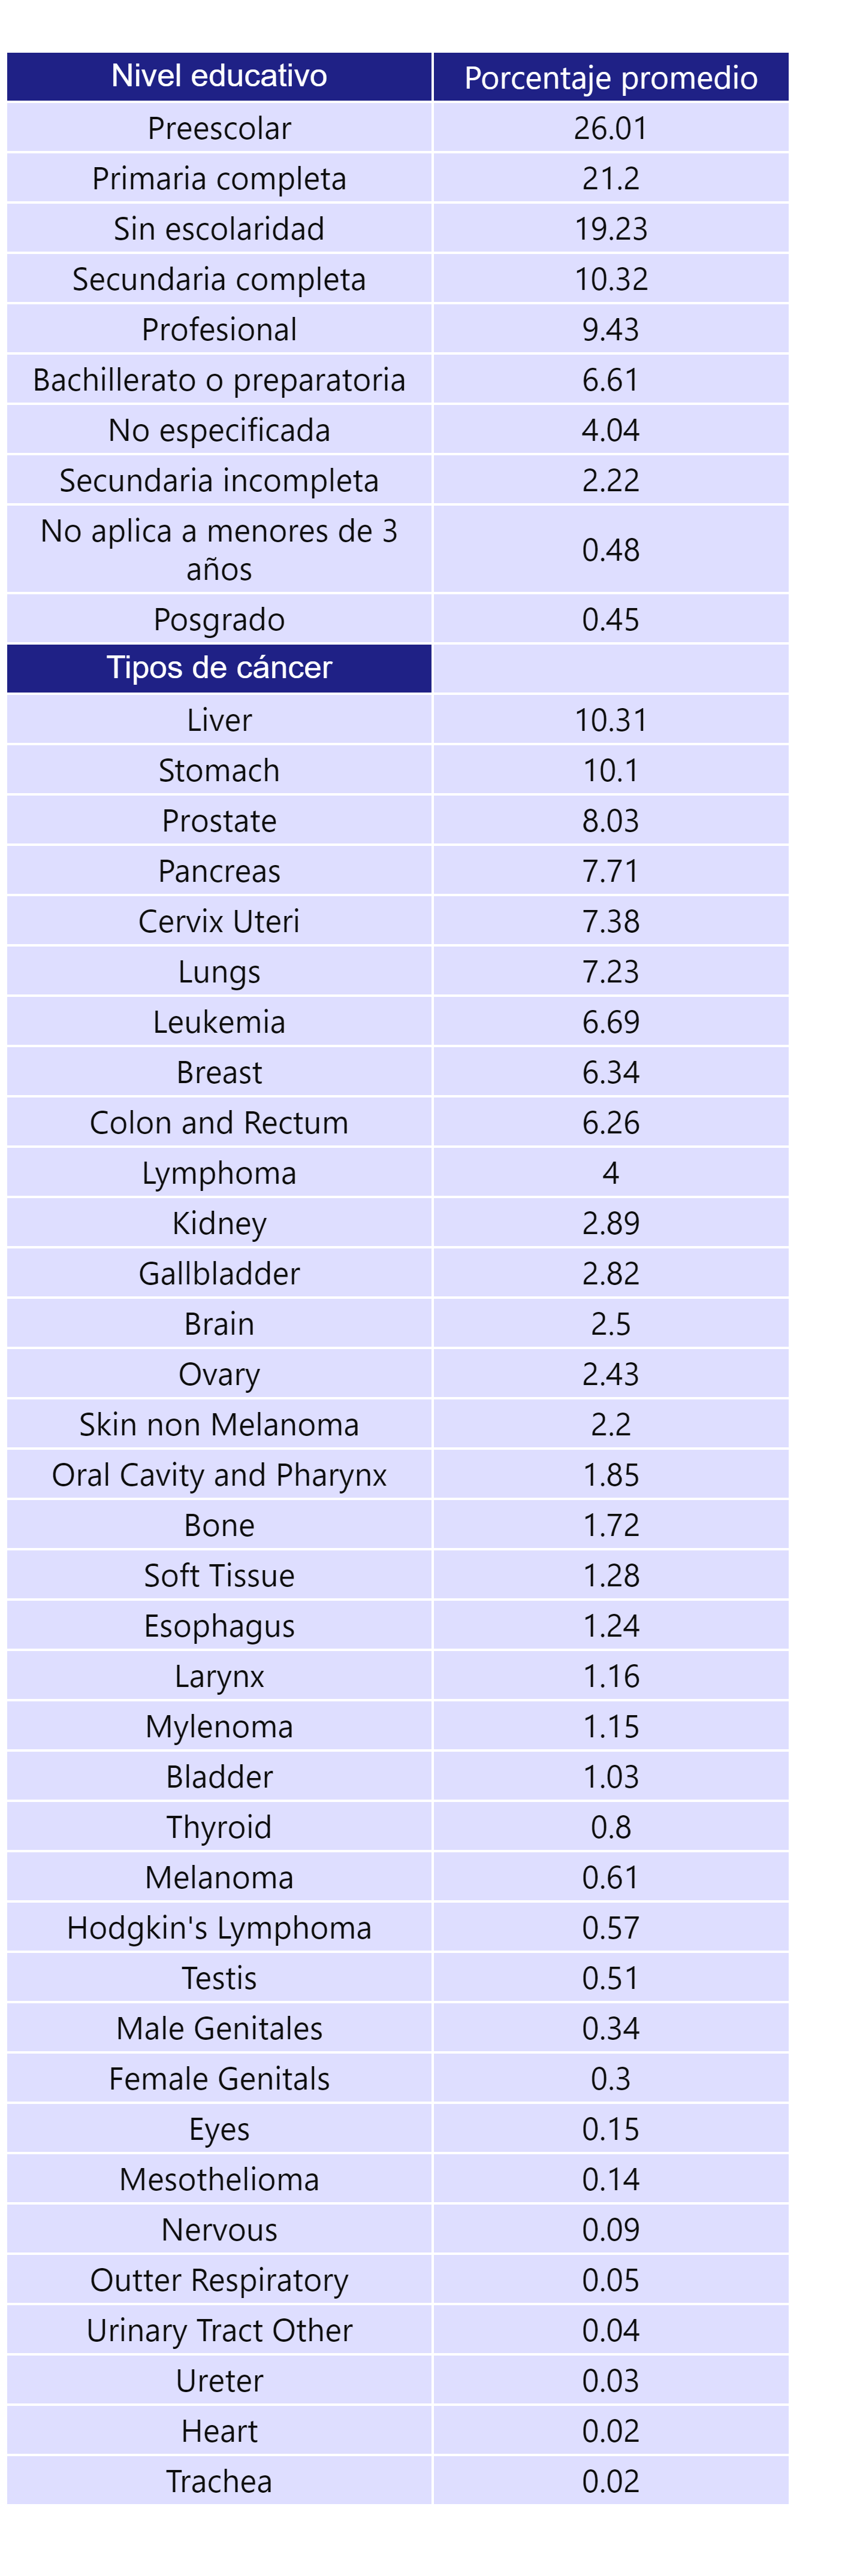 Nivel educativo Porcentaje promedio
Preescolar 26.01
Primaria completa 21.2
Sin escolaridad 19.23
Secundaria completa 10.32
Profesional 9.43
Bachillerato o preparatoria 6.61
No especificada 4.04
Secundaria incompleta 2.22
No aplica a menores de 3
años 0.48
Posgrado 0.45
Tipos de cáncer
Liver 10.31
Stomach 10.1
Prostate 8.03
Pancreas 7.71
Cervix Uteri 7.38
Lungs 7.23
Leukemia 6.69
Breast 6.34
Colon and Rectum 6.26
Lymphoma 4
Kidney 2.89
Gallbladder 2.82
Brain 2.5
Ovary 2.43
Skin non Melanoma 2.2
Oral Cavity and Pharynx 1.85
Bone 1.72
Soft Tissue 1.28
Esophagus 1.24
Larynx 1.16
Mylenoma 1.15
Bladder 1.03
Thyroid 0.8
Melanoma 0.61
Hodgkin's Lymphoma 0.57
Testis 0.51
Male Genitales 0.34
Female Genitals 0.3
Eyes 0.15
Mesothelioma 0.14
Nervous 0.09
Outter Respiratory 0.05
Urinary Tract Other 0.04
Ureter 0.03
Heart 0.02
Trachea 0.02